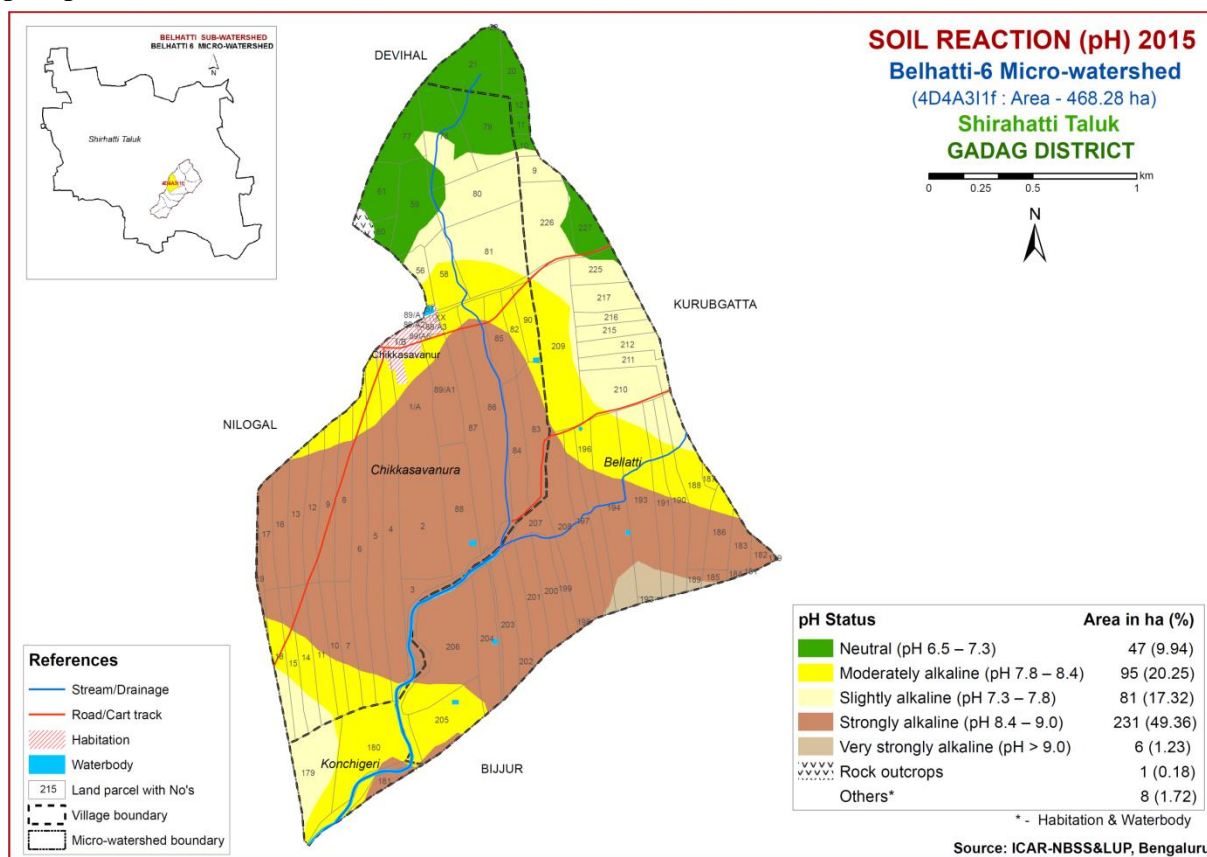 BELHATTI SUB-WATERSHED
BELHATTI 6 MICRO-WATERSHED
N
Shirhatti Taluk
SOIL REACTION (pH) 2015
Belhatti-6 Micro-watershed
(4D4A3I1f : Area - 468.28 ha)
Shirahatti Taluk
GADAG DISTRICT
0 0.25 0.5 1 km
N
DEVIHAL
21
20
12
11
77
79
10
9
80
61
59
60
226
227
81
56
58
225
KURUBGATTA
217
216
215
212
211
210
90
82
85
209
89/A
XX
1/B
Chikkasavanur
89/A1
1/A
86
87
83
84
NILOGAL
196
Bellatti
Chikkasavanura
187
188
190
191
193
194
197
208
207
88
2
4
5
6
8
9
12
13
16
17
19
186
183
182
189
185
184
181
192
3
199
200
201
198
203
204
202
206
7
10
11
14
15
18
205
180
Konchigeri
BIJJUR
179
181
References
Stream/Drainage
Road/Cart track
Habitation
Waterbody
215 Land parcel with No's
Village boundary
Micro-watershed boundary
pH Status Area in ha (%)
Neutral (pH 6.5 – 7.3) 47 (9.94)
Moderately alkaline (pH 7.8 – 8.4) 95 (20.25)
Slightly alkaline (pH 7.3 – 7.8) 81 (17.32)
Strongly alkaline (pH 8.4 – 9.0) 231 (49.36)
Very strongly alkaline (pH > 9.0) 6 (1.23)
Rock outcrops 1 (0.18)
Others* 8 (1.72)
* - Habitation & Waterbody
Source: ICAR-NBSS&LUP, Bengaluru